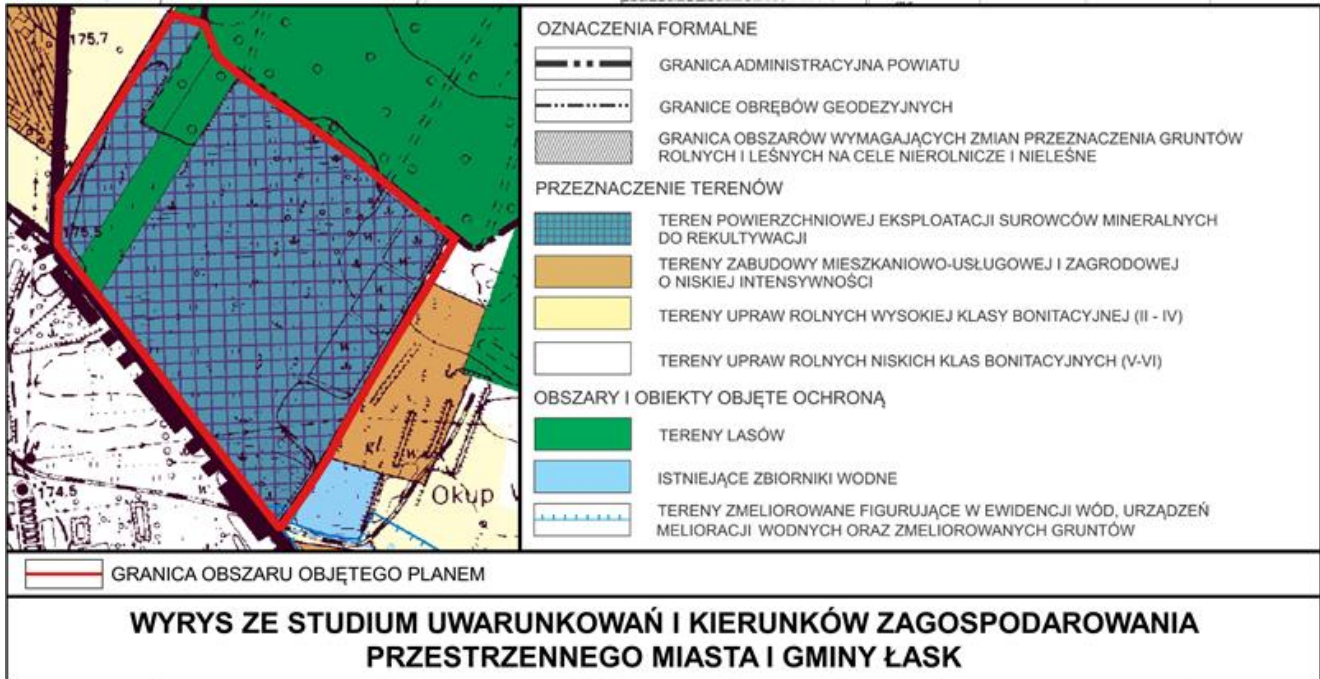 175.7
175.5
174.5
gl.
Okup W
OZNACZENIA FORMALNE
GRANICA ADMINISTRACYJNA POWIATU
GRANICE OBRĘBÓW GEODEZYJNYCH
GRANICA OBSZARÓW WYMAGAJĄCYCH ZMIAN PRZEZNACZENIA GRUNTÓW
ROLNYCH I LEŚNYCH NA CELE NIEROLNICZE I NIELEŚNE
PRZEZNACZENIE TERENÓW
TEREN POWIERZCHNIOWEJ EKSPLOATACJI SUROWCÓW MINERALNYCH
DO REKULTYWACJI
TERENY ZABUDOWY MIESZKANIOWO-USŁUGOWEJ I ZAGRODOWEJ
O NISKIEJ INTENSYWNOŚCI
TERENY UPRAW ROLNYCH WYSOKIEJ KLASY BONITACYJNEJ (II - IV)
TERENY UPRAW ROLNYCH NISKICH KLAS BONITACYJNYCH (V-VI)
OBSZARY I OBIEKTY OBJĘTE OCHRONĄ
TERENY LASÓW
ISTNIEJĄCE ZBIORNIKI WODNE
TERENY ZMELIOROWANE FIGURUJĄCE W EWIDENCJI WÓD, URZĄDZEŃ
MELIORACJI WODNYCH ORAZ ZMELIOROWANYCH GRUNTÓW
GRANICA OBSZARU OBJĘTEGO PLANEM
WYRYS ZE STUDIUM UWARUNKOWAŃ I KIERUNKÓW ZAGOSPODAROWANIA
PRZESTRZENNEGO MIASTA I GMINY ŁASK